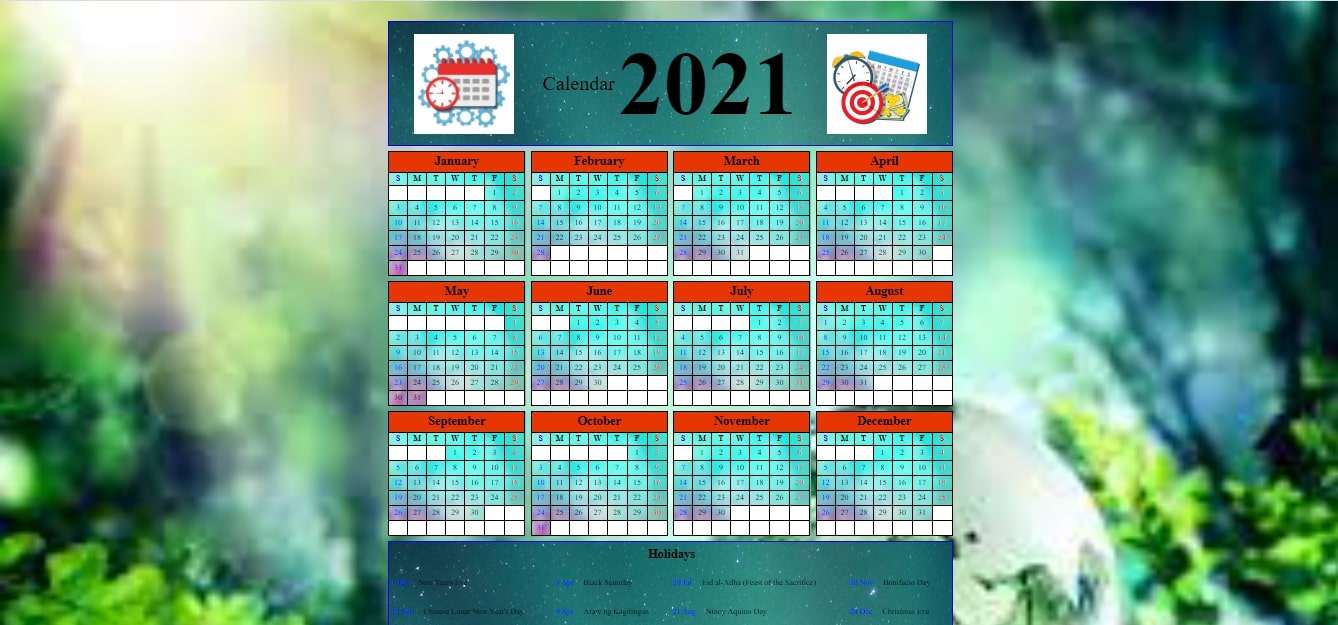 Calendar 2021
January
S M T W T F S
1 2
3 4 5 6 7 8 9
10 11 12 13 14 15 16
17 18 19 20 21 22 23
24 25 26 27 28 29 30
31
February
S M T W T F S
1 2 3 4 5 6
7 8 9 10 11 12 13
14 15 16 17 18 19 20
21 22 23 24 25 26 27
28
March
S M T W T F S
1 2 3 4 5 6
7 8 9 10 11 12 13
14 15 16 17 18 19 20
21 22 23 24 25 26 27
28 29 30 31
April
S M T W T F S
1 2 3
4 5 6 7 8 9 10
11 12 13 14 15 16 17
18 19 20 21 22 23 24
25 26 27 28 29 30
May
S M T W T F S
1
2 3 4 5 6 7 8
9 10 11 12 13 14 15
16 17 18 19 20 21 22
23 24 25 26 27 28 29
30 31
June
S M T W T F S
1 2 3 4 5
6 7 8 9 10 11 12
13 14 15 16 17 18 19
20 21 22 23 24 25 26
27 28 29 30
July
S M T W T F S
1 2 3
4 5 6 7 8 9 10
11 12 13 14 15 16 17
18 19 20 21 22 23 24
25 26 27 28 29 30 31
August
S M T W T F S
1 2 3 4 5 6 7
8 9 10 11 12 13 14
15 16 17 18 19 20 21
22 23 24 25 26 27 28
29 30 31
September
S M T W T F S
1 2 3 4
5 6 7 8 9 10 11
12 13 14 15 16 17 18
19 20 21 22 23 24 25
26 27 28 29 30
October
S M T W T F S
1 2
3 4 5 6 7 8 9
10 11 12 13 14 15 16
17 18 19 20 21 22 23
24 25 26 27 28 29 30
31
November
S M T W T F S
1 2 3 4 5 6
7 8 9 10 11 12 13
14 15 16 17 18 19 20
21 22 23 24 25 26 27
28 29 30
December
S M T W T F S
1 2 3 4
5 6 7 8 9 10 11
12 13 14 15 16 17 18
19 20 21 22 23 24 25
26 27 28 29 30 31
Holidays
1 Jan New Year's Eve 3 Apr Black Saturday 20 Jul Eid al-Adha (Feast of the Sacrifice) 30 Nov Bonifacio Day
12 Feb Chinese Lunar New Year's Day 9 Apr Araw ng Kagitingan 21 Aug Ninoy Aquino Day 24 Dec Christmas Eve